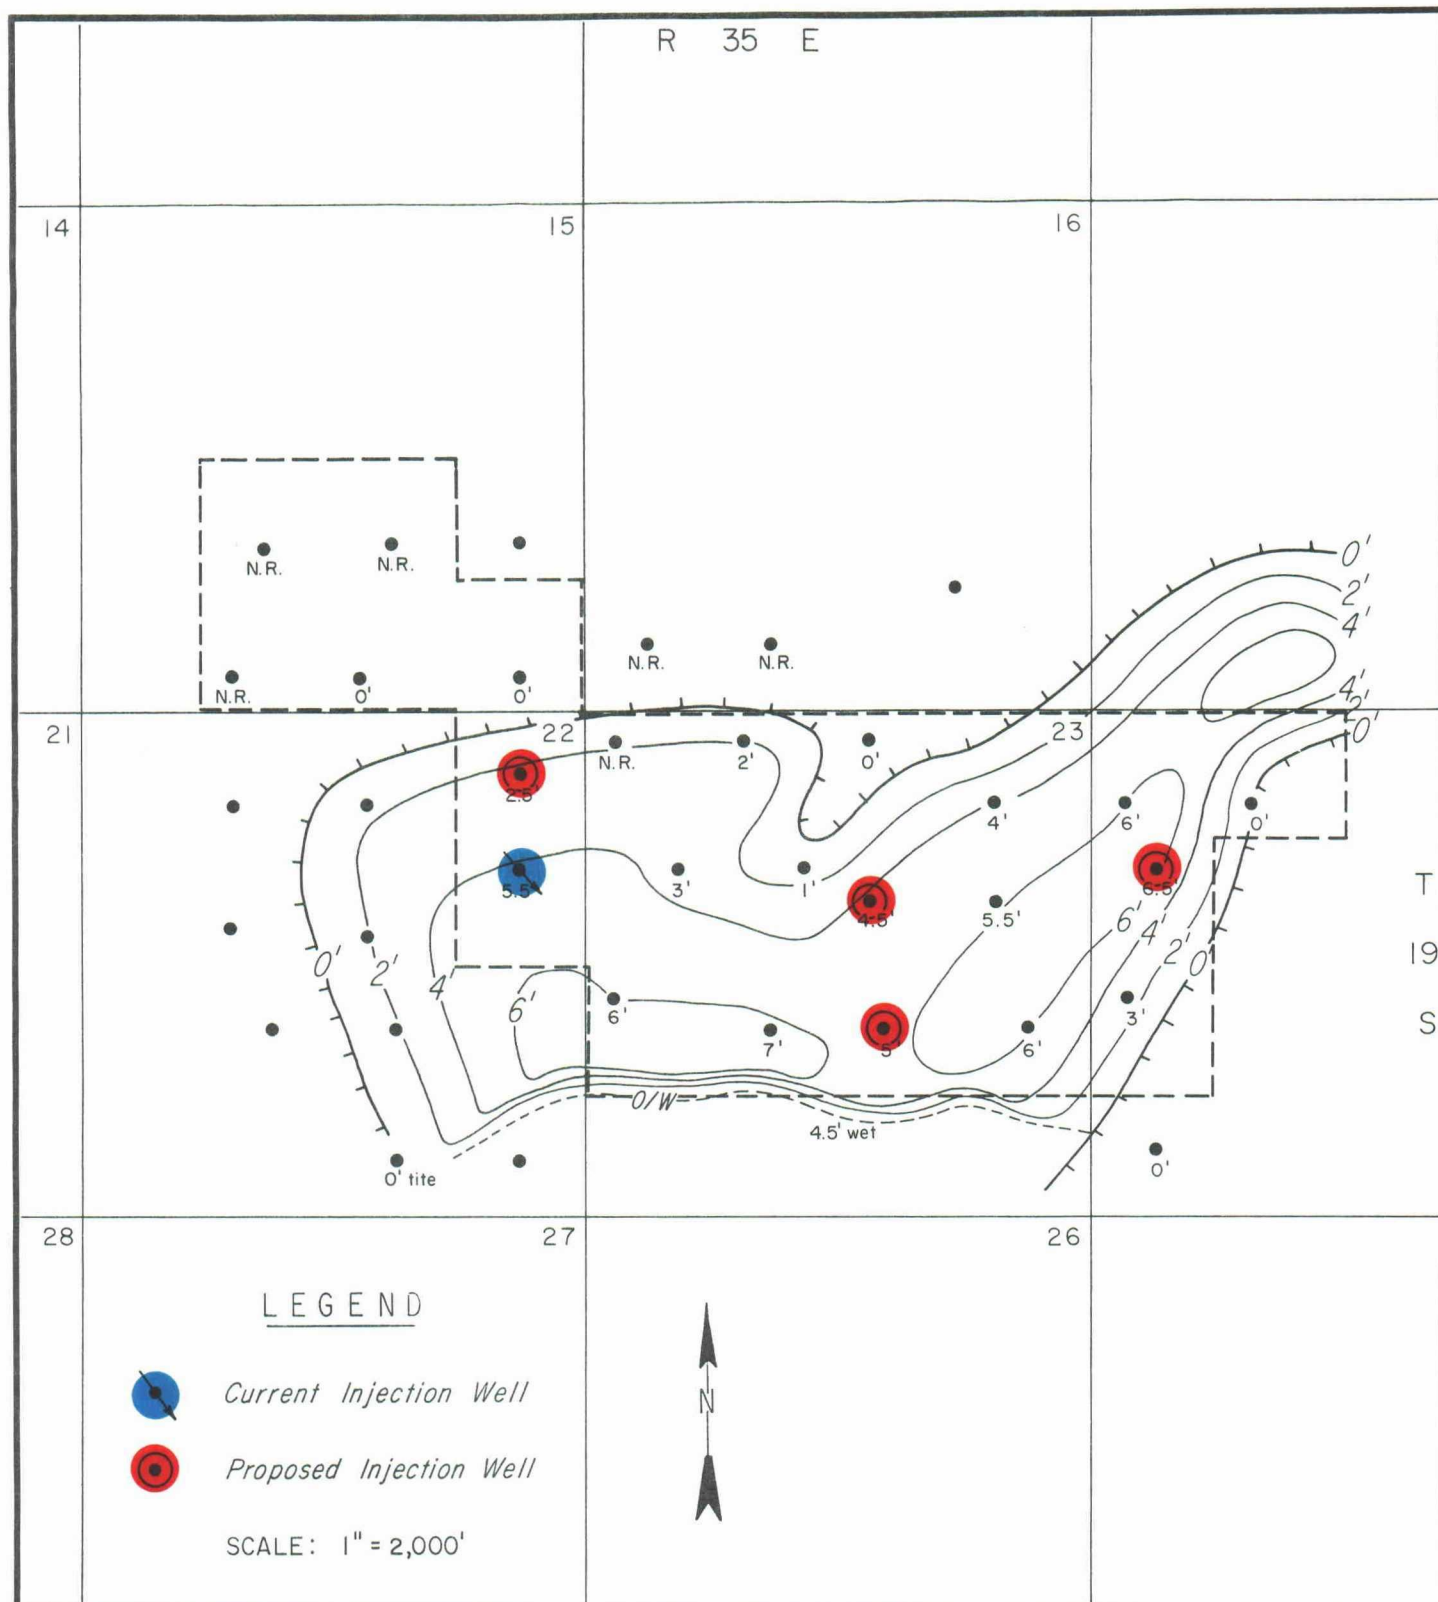 R 35 E
14 15 16
N.R. N.R.
0'
2'
4'
N.R. N.R.
N.R. 0' 0'
4'
2'
0'
21 22 23
N.R. 2' 0'
2.5'
4' 6' 0'
5.5' 3' 1' 4.5' 6.5'
T
5.5' 6'
4'
0' 2' 4' 2' 0' 19
6' 6' 3'
7' 5' 6' S
O/W
4.5' wet
0' tite 0'
28 27 26
LEGEND
Current Injection Well
N
Proposed Injection Well
SCALE: 1" = 2,000'